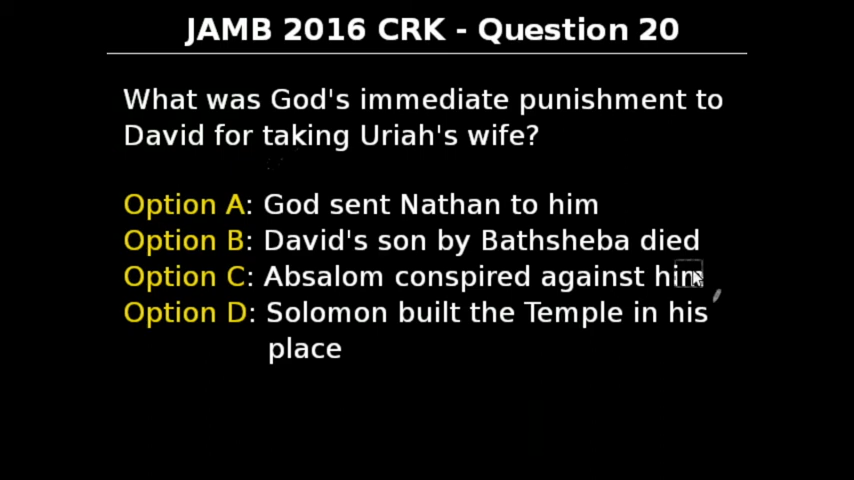 JAMB 2016 CRK - Question 20
What was God's immediate punishment to
David for taking Uriah's wife?
Option A: God sent Nathan to him
Option B: David's son by Bathsheba died
Option C: Absalom conspired against him
Option D: Solomon built the Temple in his
place